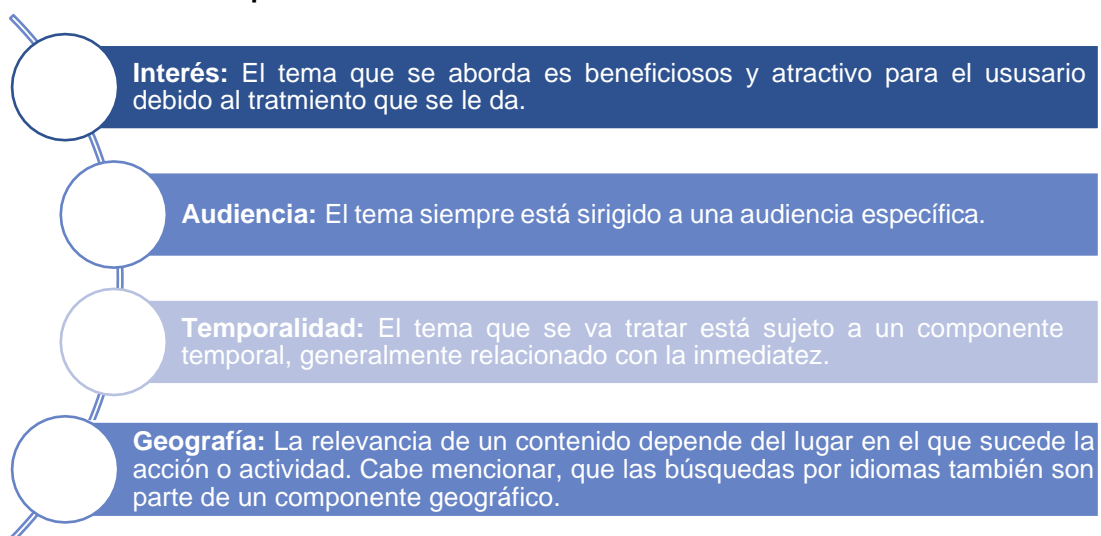 Interés: El tema que se aborda es beneficiosos y atractivo para el ususario
debido al tratmiento que se le da.
Audiencia: El tema siempre está sirigido a una audiencia específica.
Temporalidad: El tema que se va tratar está sujeto a un componente
temporal, generalmente relacionado con la inmediatez.
Geografía: La relevancia de un contenido depende del lugar en el que sucede la
acción o actividad. Cabe mencionar, que las búsquedas por idiomas también son
parte de un componente geográfico.